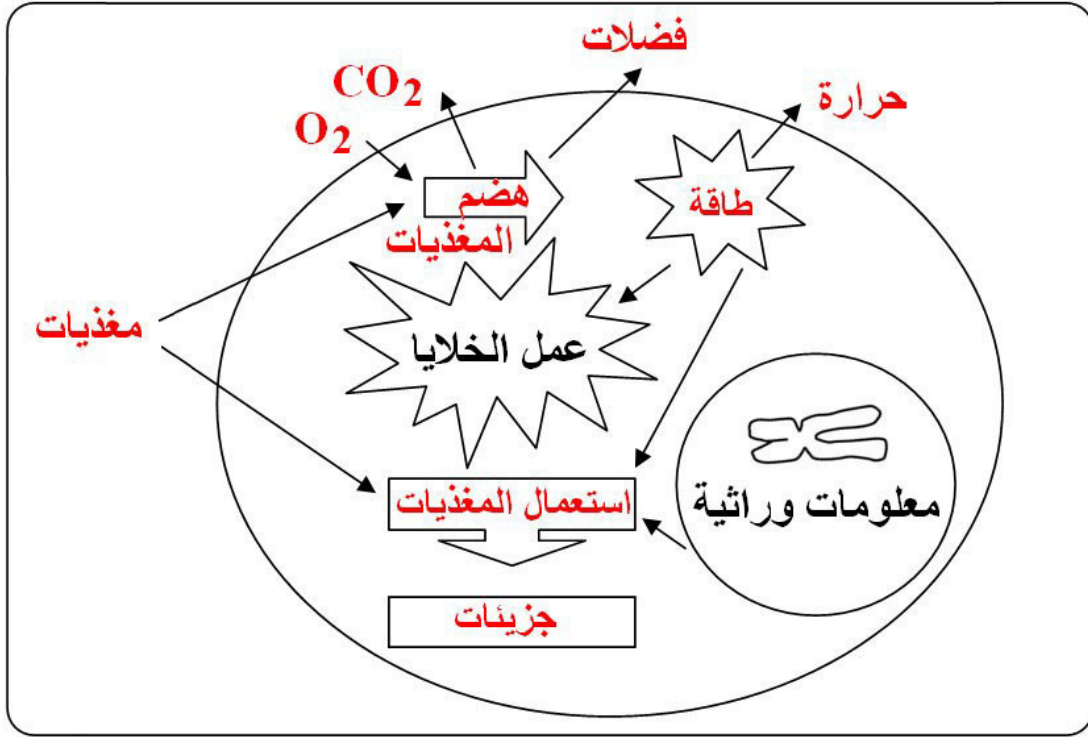 فضلات
CO2
حرارة
O2
هضم
المغذيات
طاقة
مغذيات
عمل الخلايا
استعمال المغذيات
معلومات وراثية
جزيئات